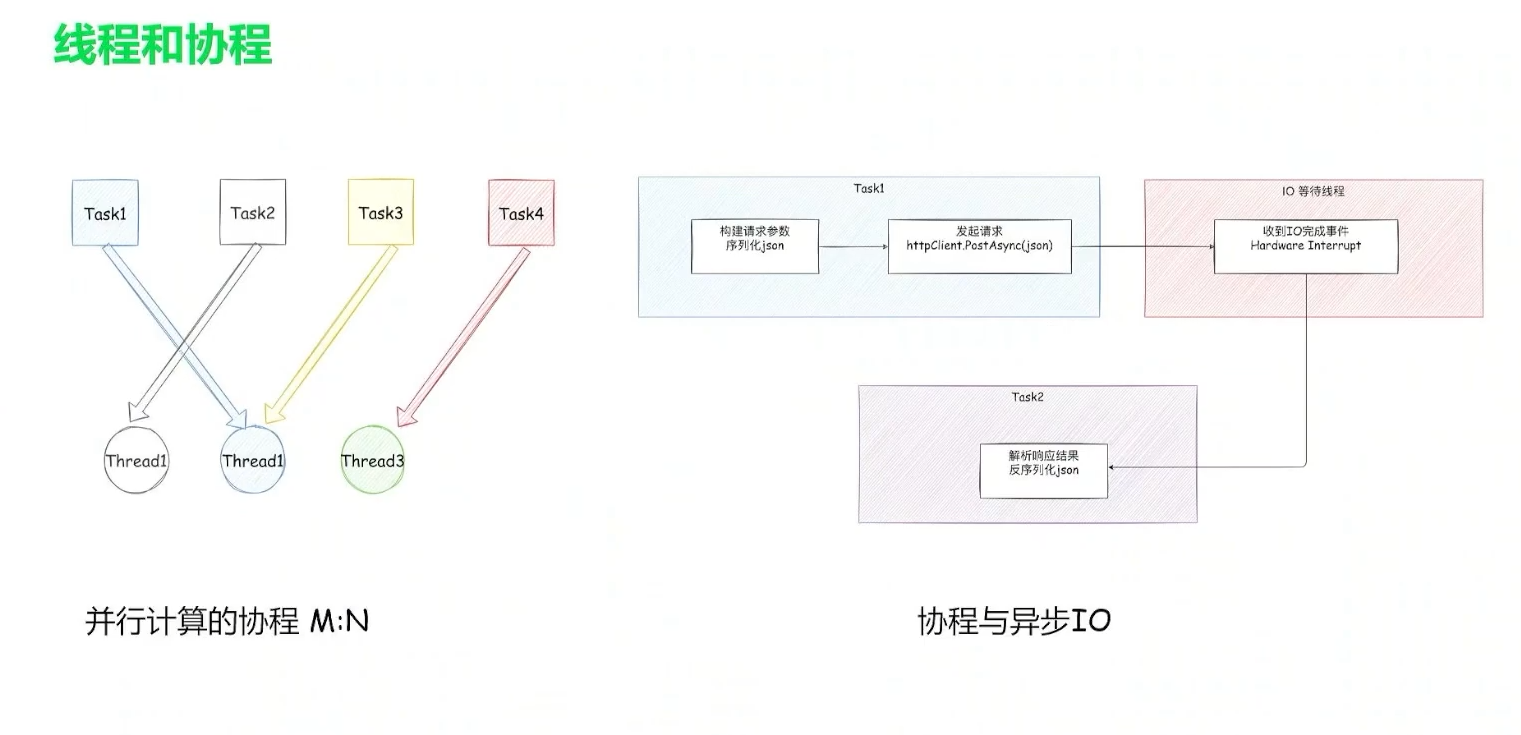 线程和协程
Task1
Task2
Task3
Task4
Thread1
Thread1
Thread3
并行计算的协程 M:N
Task1
构建请求参数
序列化json
发起请求
httpClient.PostAsync(json)
IO 等待线程
收到IO完成事件
Hardware Interrupt
Task2
解析响应结果
反序列化json
协程与异步IO